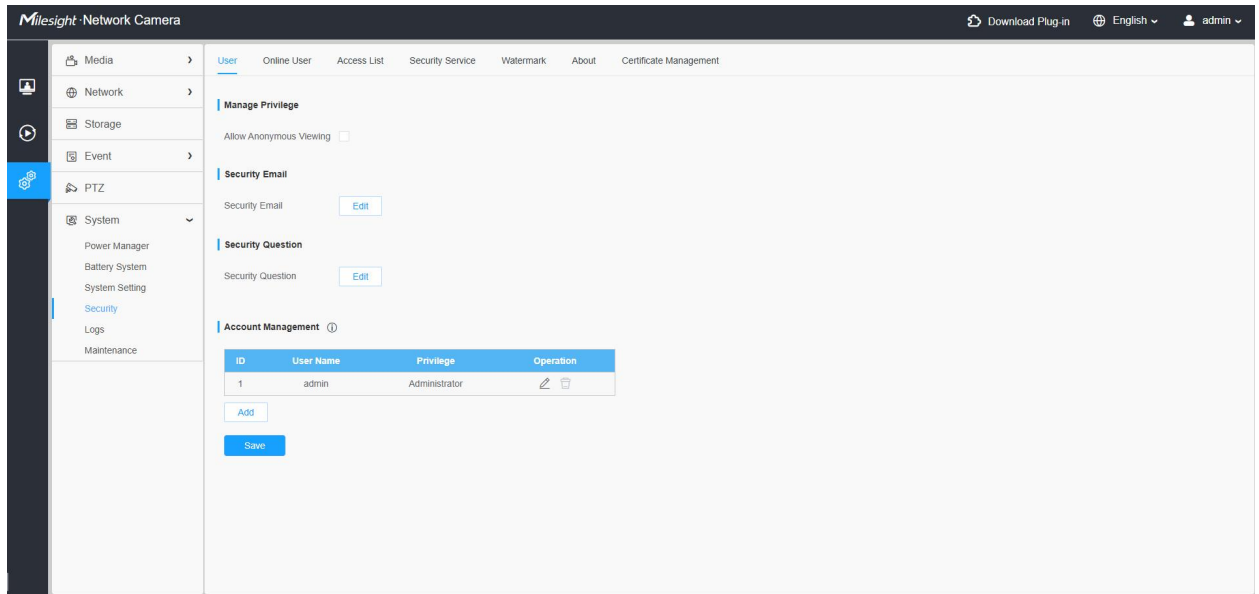 Milesight·Network Camera Download Plug-in English admin
Media
Network
Storage
Event
PTZ
System
Power Manager
Battery System
System Setting
Security
Logs
Maintenance
User Online User Access List Security Service Watermark About Certificate Management
Manage Privilege
Allow Anonymous Viewing
Security Email
Security Email Edit
Security Question
Security Question Edit
Account Management
ID User Name Privilege Operation
1 admin Administrator
Add
Save